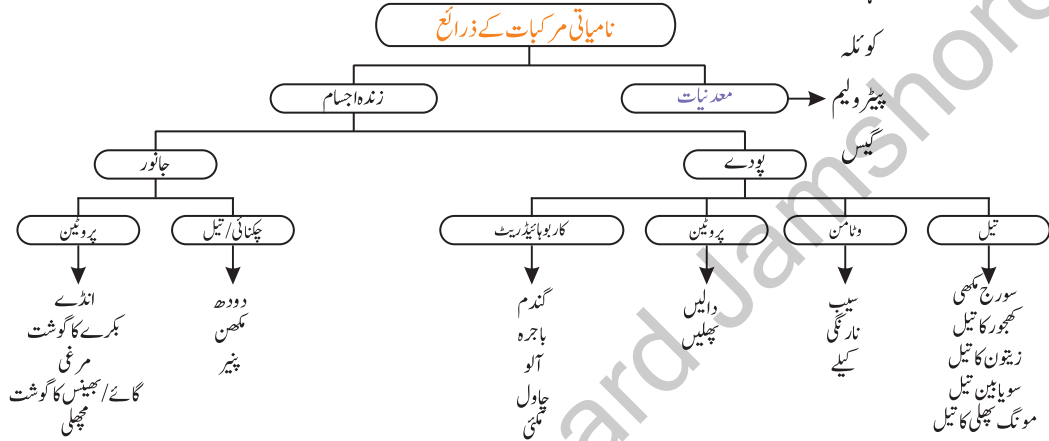 نامیاتی مرکبات کے ذرائع
کوئلہ
معدنیات
پیٹرولیم
زندہ اجسام
گیس
پودے
جانور
تیل
وٹامن
پروٹین
کاربوہائیڈریٹ
چکنائی/تیل
پروٹین
سورج مکھی
کھجور کا تیل
زیتون کا تیل
سویابین تیل
مونگ پھلی کا تیل
سیب
نارنگی
کیلے
دالیں
پھلیں
گندم
باجرہ
آلو
چاول
مکئی
دودھ
مکھن
پنیر
انڈے
بکرے کا گوشت
مرغی
گائے/بھینس کا گوشت
مچھلی
ard Jamshoro